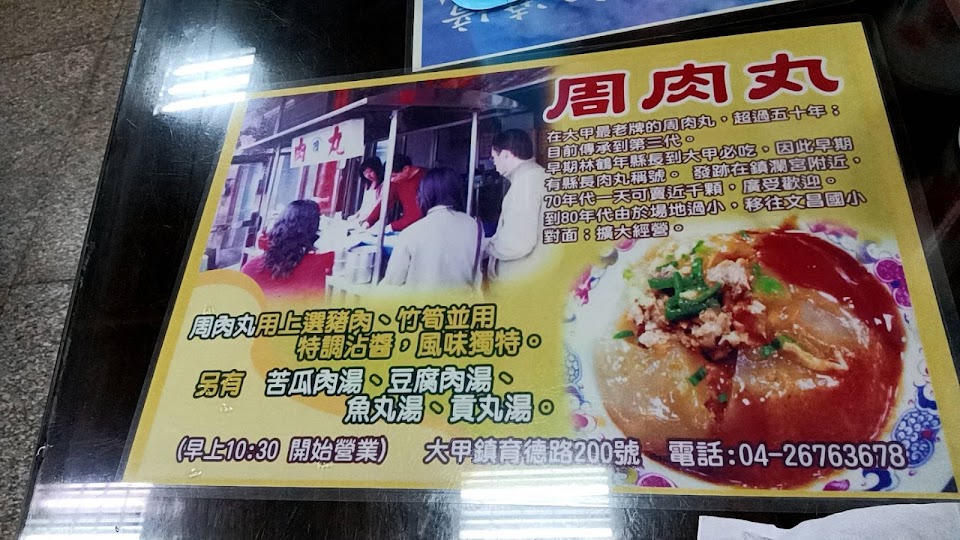 周肉丸
在大甲最老牌的周肉丸，超過五十年；
目前傳承到第三代。
早期林鶴年縣長到大甲必吃，因此早期
有縣長肉丸稱號。發跡在鎮瀾宮附近，
70年代一天可賣近千顆，廣受歡迎。
到80年代由於場地過小，移往文昌國小
對面；擴大經營。
肉周丸
周肉丸用上選豬肉、竹筍並用
特調沾醬，風味獨特。
另有 苦瓜肉湯、豆腐肉湯、
魚丸湯、貢丸湯。
(早上10:30 開始營業) 大甲鎮育德路200號 電話:04-26763678